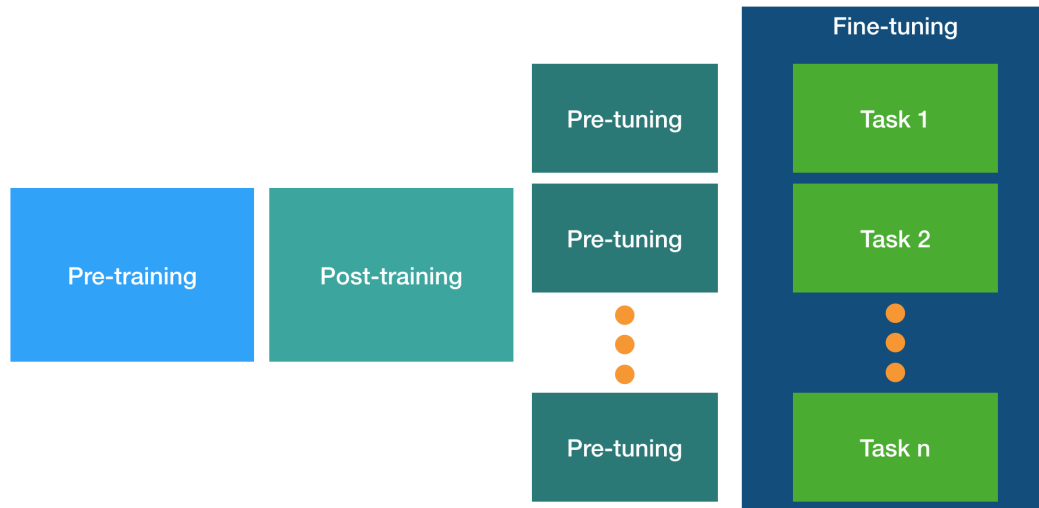 Fine-tuning
Pre-tuning
Task 1
Pre-tuning
Task 2
Pre-training
Post-training
Pre-tuning
Task n